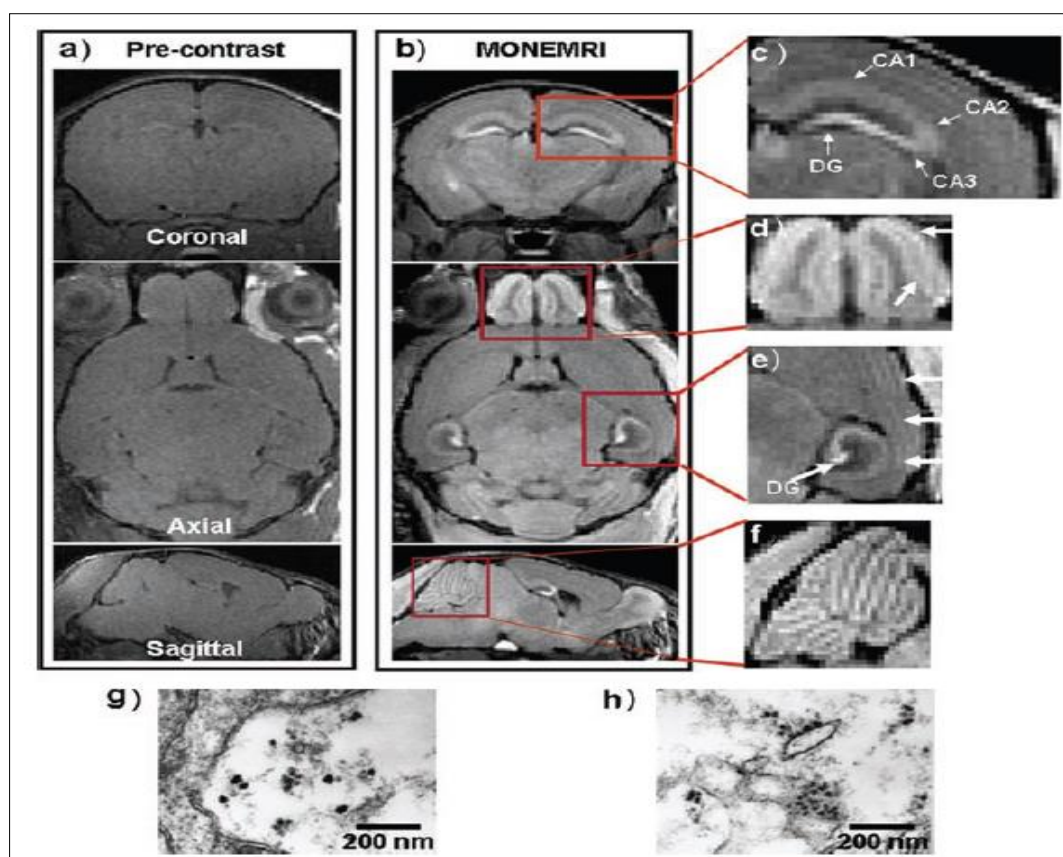 a)
Pre-contrast
Coronal
Axial
Sagittal
b)
MONEMRI
c)
CA1
CA2
DG
CA3
d)
e)
DG
f
g)
200 nm
h)
200 nm